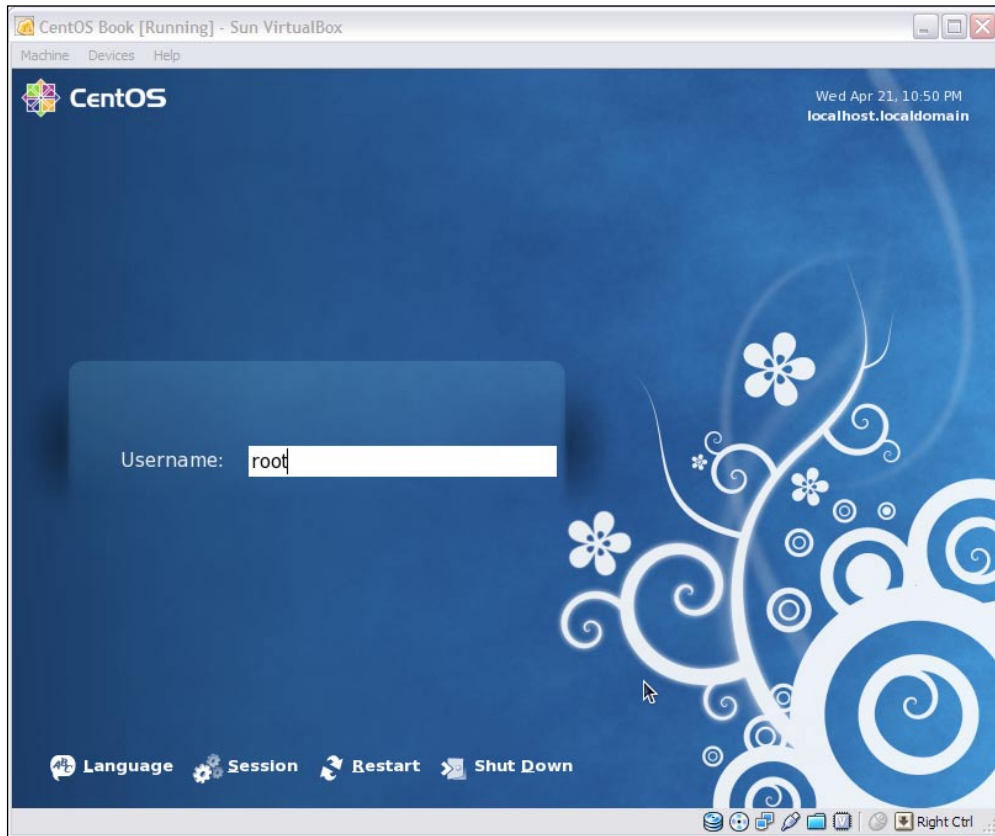 CentOS Book [Running] - Sun VirtualBox
Machine Devices Help
CentOS
Wed Apr 21, 10:50 PM
localhost.localdomain
Username: root
Language Session Restart Shut Down
Right Ctrl